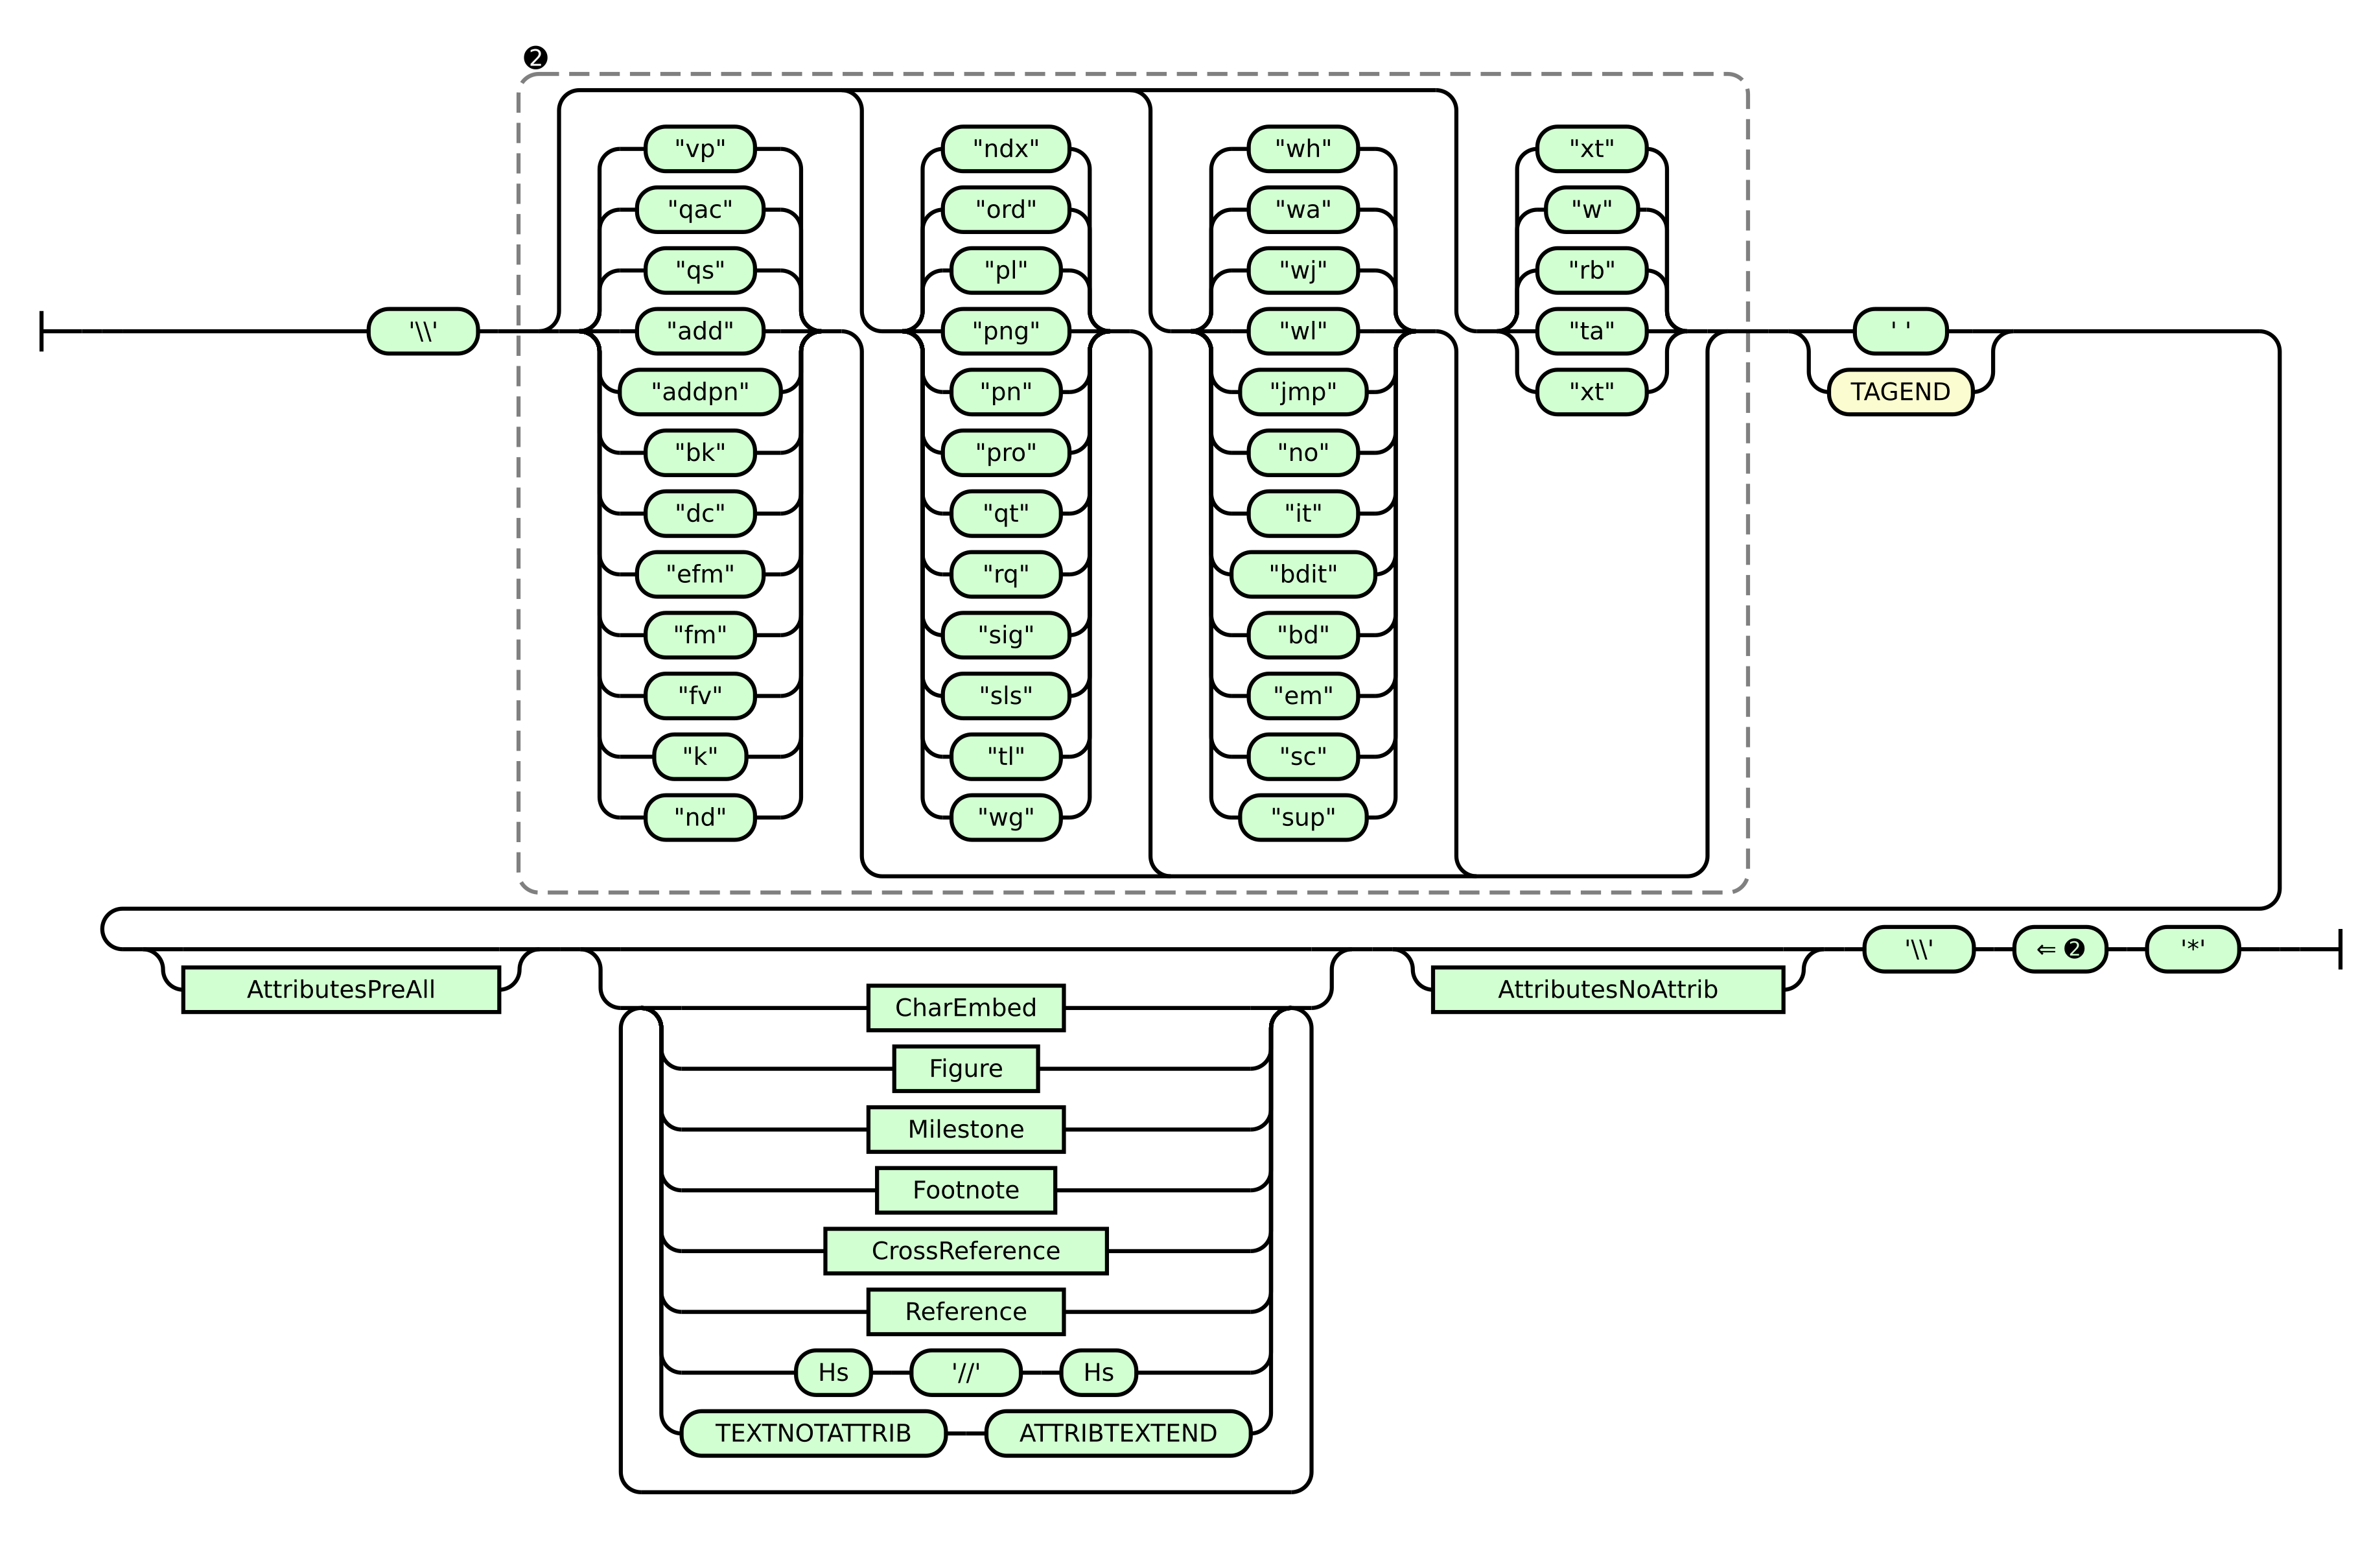 ❷
"vp" "ndx" "wh" "xt"
"qac" "ord" "wa" "w"
"qs" "pl" "wj" "rb"
'\\' "add" "png" "wl" "ta" ' '
"addpn" "pn" "jmp" "xt" TAGEND
"bk" "pro" "no"
"dc" "qt" "it"
"efm" "rq" "bdit"
"fm" "sig" "bd"
"fv" "sls" "em"
"k" "tl" "sc"
"nd" "wg" "sup"
'\\' ⇐ ❷ '*'
AttributesPreAll AttributesNoAttrib
CharEmbed
Figure
Milestone
Footnote
CrossReference
Reference
Hs '//' Hs
TEXTNOTATTRIB ATTRIBTEXTEND